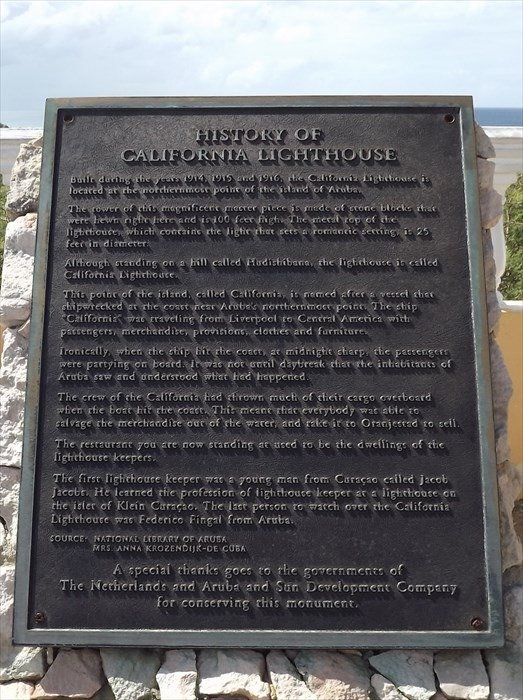 HISTORY OF
CALIFORNIA LIGHTHOUSE
Built during the years 1914, 1915 and 1916, the California Lighthouse is
located at the northernmost point of the island of Aruba.
The tower of this magnificent master piece is made of stone blocks that
were hewn right here and is 100 feet high. The metal top of the
lighthouse, which contains the light that sets a romantic setting, is 25
feet in diameter.
Although standing on a hill called Hudishibana, the lighthouse is called
California Lighthouse.
This point of the island, called California, is named after a vessel that
shipwrecked at the coast near Aruba's northernmost point. The ship
"California" was traveling from Liverpool to Central America with
passengers, merchandise, provisions, clothes and furniture.
Ironically, when the ship hit the coast, at midnight sharp, the passengers
were partying on board. It was not until daybreak that the inhabitants of
Aruba saw and understood what had happened.
The crew of the California had thrown much of their cargo overboard
when the boat hit the coast. This meant that everybody was able to
salvage the merchandise out of the water, and take it to Oranjestad to sell.
The restaurant you are now standing at used to be the dwellings of the
lighthouse keepers.
The first lighthouse keeper was a young man from Curaçao called Jacob
Jacobs. He learned the profession of lighthouse keeper at a lighthouse on
the islet of Klein Curaçao. The last person to watch over the California
Lighthouse was Federico Fingal from Aruba.
SOURCE: NATIONAL LIBRARY OF ARUBA
MRS. ANNA KROZENDIJK-DE CUBA
A special thanks goes to the governments of
The Netherlands and Aruba and Sun Development Company
for conserving this monument.